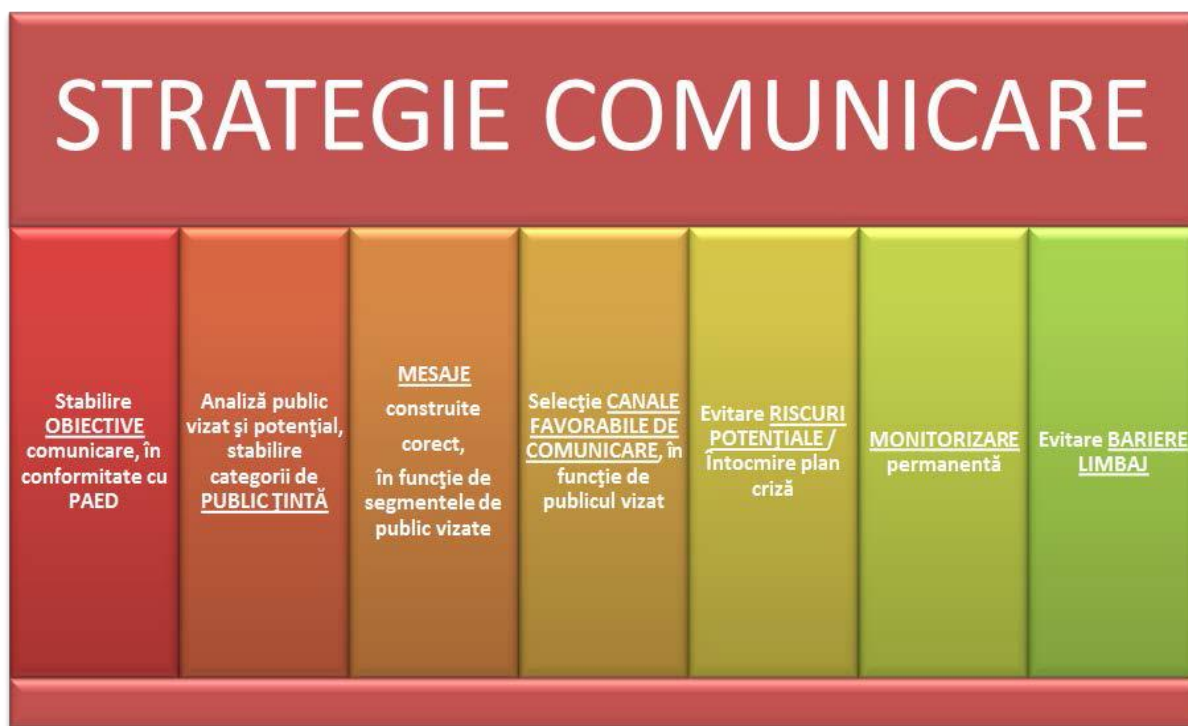 STRATEGIE COMUNICARE
Stabilire
OBIECTIVE
comunicare, în
conformitate cu
PAED
Analiză public
vizat şi potenţial,
stabilire
categorii de
PUBLIC ŢINTĂ
MESAJE
construite
corect,
în funcţie de
segmentele de
public vizate
Selecţie CANALE
FAVORABILE DE
COMUNICARE, în
funcţie de
publicul vizat
Evitare RISCURI
POTENŢIALE /
Întocmire plan
criză
MONITORIZARE
permanentă
Evitare BARIERE
LIMBAJ